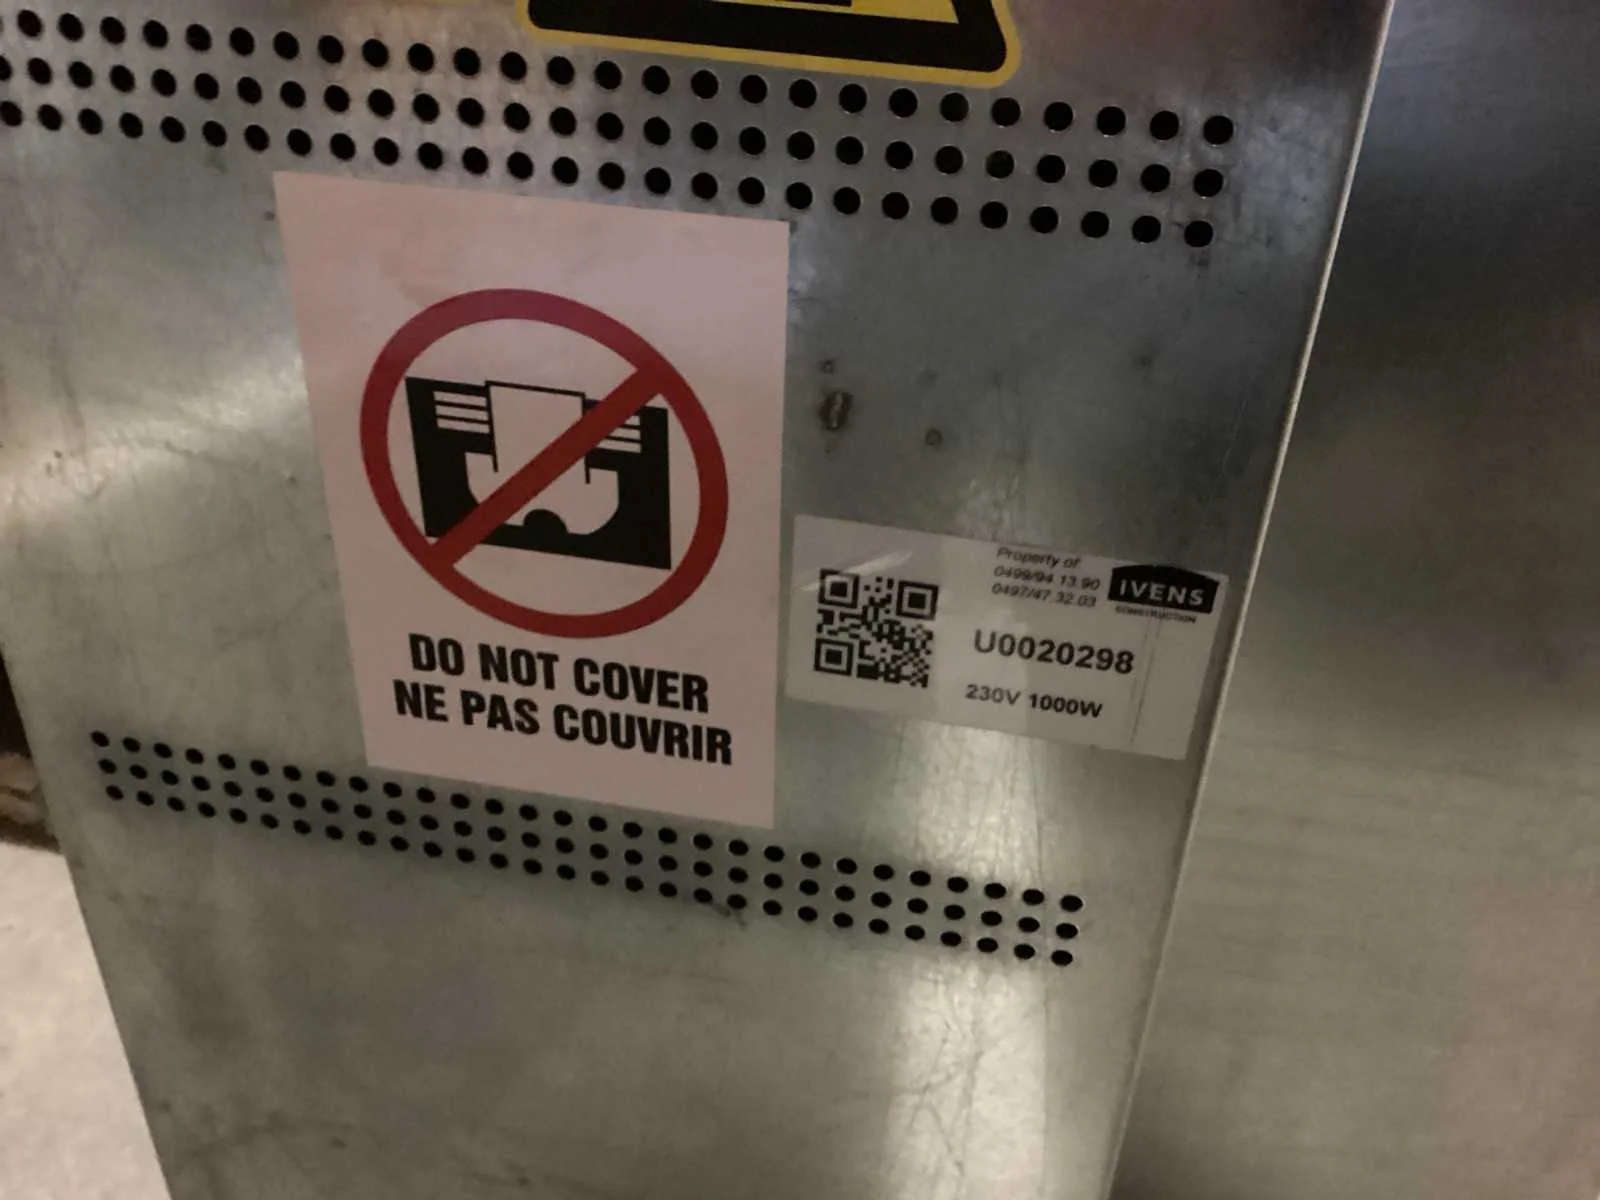 DO NOT COVER
NE PAS COUVRIR
Property of
0499/94.13.90
0497/47.32.03
IVENS
CONSTRUCTION
U0020298
230V 1000W